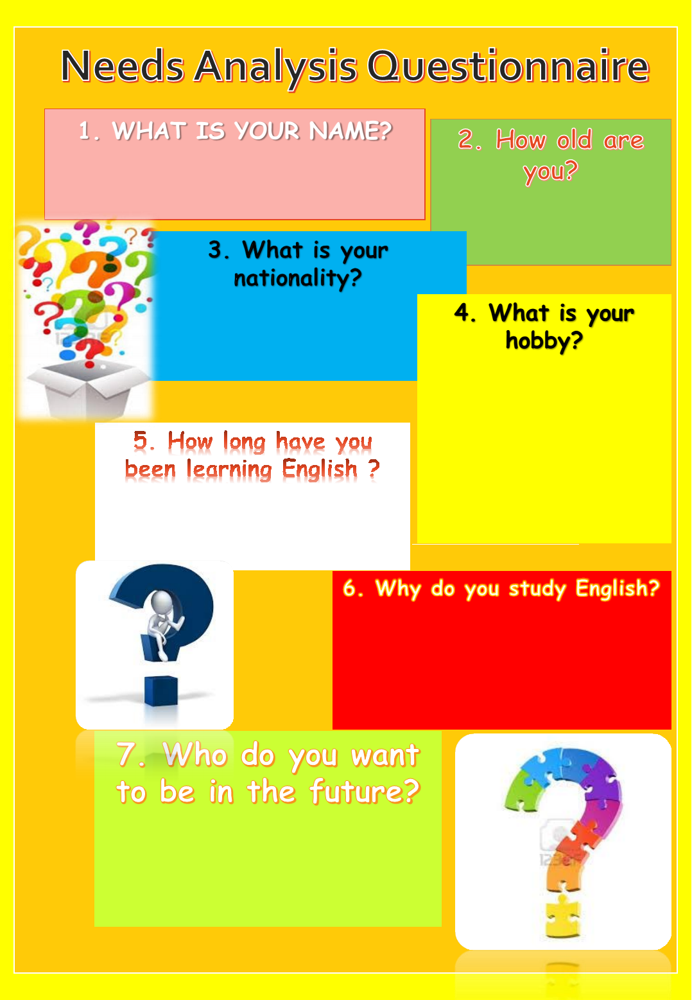 Needs Analysis Questionnaire
1. WHAT IS YOUR NAME?
2. How old are
you?
3. What is your
nationality?
4. What is your
hobby?
5. How long have you
been learning English ?
6. Why do you study English?
7. Who do you want
to be in the future?